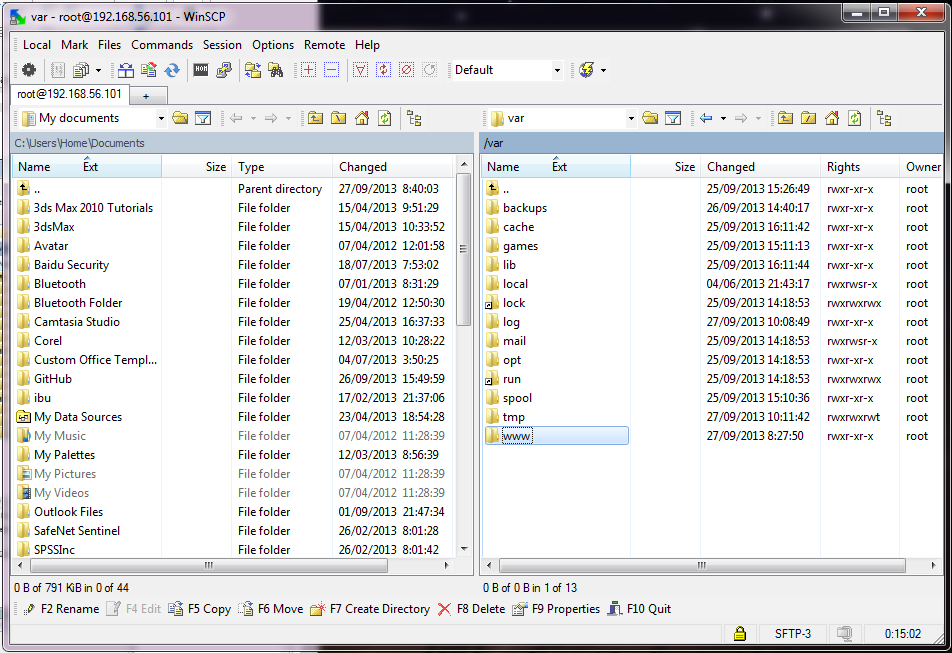 var - root@192.168.56.101 - WinSCP
Local Mark Files Commands Session Options Remote Help
Default
root@192.168.56.101 +
My documents var
C:\Users\Home\Documents /var
Name Ext Size Type Changed Name Ext Size Changed Rights Owner
.. Parent directory 27/09/2013 8:40:03 .. 25/09/2013 15:26:49 rwxr-xr-x root
3ds Max 2010 Tutorials File folder 15/04/2013 9:51:29 backups 26/09/2013 14:40:17 rwxr-xr-x root
3dsMax File folder 15/04/2013 10:33:52 cache 25/09/2013 16:11:42 rwxr-xr-x root
Avatar File folder 07/04/2012 12:01:58 games 25/09/2013 15:11:13 rwxr-xr-x root
Baidu Security File folder 18/07/2013 7:53:02 lib 25/09/2013 16:11:44 rwxr-xr-x root
Bluetooth File folder 07/01/2013 8:31:29 local 04/06/2013 21:43:17 rwxrwsr-x root
Bluetooth Folder File folder 19/04/2013 12:50:30 lock 25/09/2013 14:18:53 rwxrwxrwx root
Camtasia Studio File folder 25/04/2013 16:37:33 log 27/09/2013 10:08:49 rwxr-xr-x root
Corel File folder 12/03/2013 10:28:22 mail 25/09/2013 14:18:53 rwxrwsr-x root
Custom Office Templ... File folder 04/07/2013 3:50:25 opt 25/09/2013 14:18:53 rwxr-xr-x root
GitHub File folder 26/09/2013 15:49:59 run 25/09/2013 14:18:53 rwxrwxrwx root
ibu File folder 17/02/2013 21:37:06 spool 25/09/2013 15:10:36 rwxr-xr-x root
My Data Sources File folder 23/04/2013 18:54:28 tmp 27/09/2013 10:11:42 rwxrwxrwt root
My Music File folder 07/04/2012 11:28:39 www 27/09/2013 8:27:50 rwxr-xr-x root
My Palettes File folder 12/03/2013 8:56:39
My Pictures File folder 07/04/2012 11:28:39
My Videos File folder 07/04/2012 11:28:39
Outlook Files File folder 01/09/2013 21:47:34
SafeNet Sentinel File folder 26/02/2013 8:01:28
SPSSInc File folder 26/02/2013 8:01:42
0 B of 791 KiB in 0 of 44 0 B of 0 B in 1 of 13
F2 Rename F4 Edit F5 Copy F6 Move F7 Create Directory F8 Delete F9 Properties F10 Quit
SFTP-3 0:15:02